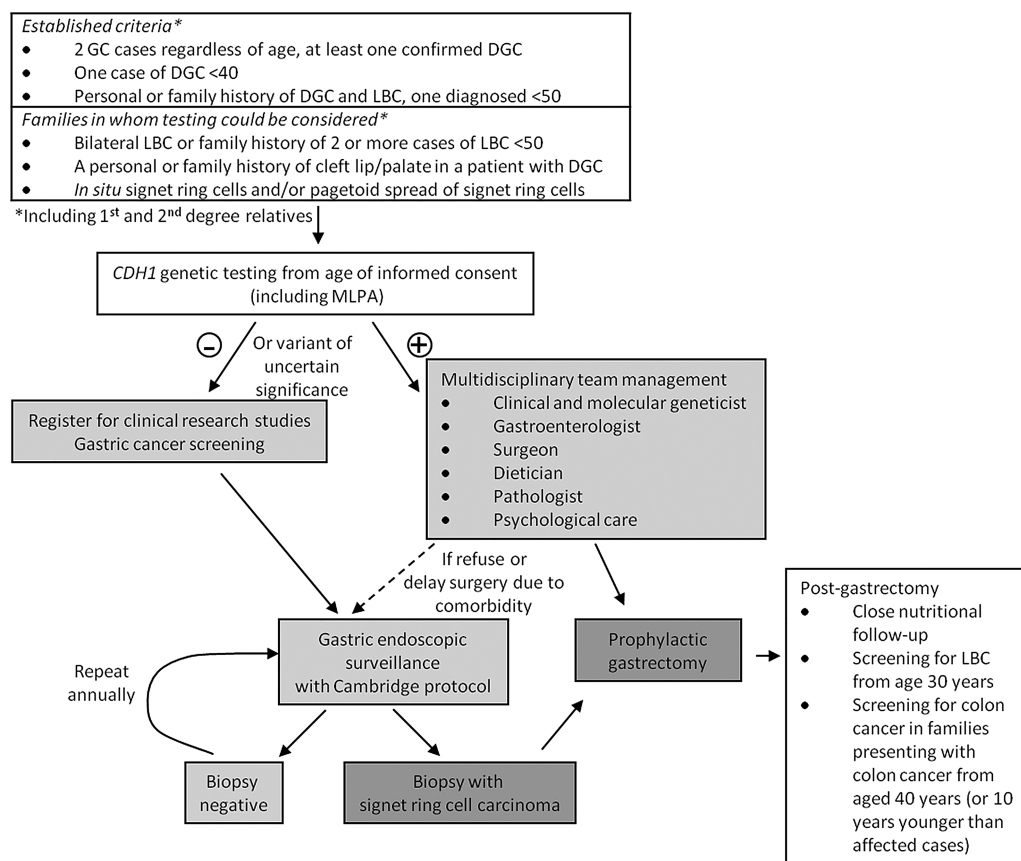 Established criteria*
● 2 GC cases regardless of age, at least one confirmed DGC
● One case of DGC <40
● Personal or family history of DGC and LBC, one diagnosed <50
Families in whom testing could be considered*
● Bilateral LBC or family history of 2 or more cases of LBC <50
● A personal or family history of cleft lip/palate in a patient with DGC
● In situ signet ring cells and/or pagetoid spread of signet ring cells
*Including 1st and 2nd degree relatives
CDH1 genetic testing from age of informed consent
(including MLPA)
-
Or variant of
uncertain
significance
+
Register for clinical research studies
Gastric cancer screening
Multidisciplinary team management
● Clinical and molecular geneticist
● Gastroenterologist
● Surgeon
● Dietician
● Pathologist
● Psychological care
If refuse or
delay surgery due to
comorbidity
Gastric endoscopic
surveillance
with Cambridge protocol
Repeat
annually
Biopsy
negative
Biopsy with
signet ring cell carcinoma
Prophylactic
gastrectomy
Post-gastrectomy
● Close nutritional
follow-up
● Screening for LBC
from age 30 years
● Screening for colon
cancer in families
presenting with
colon cancer from
aged 40 years (or 10
years younger than
affected cases)